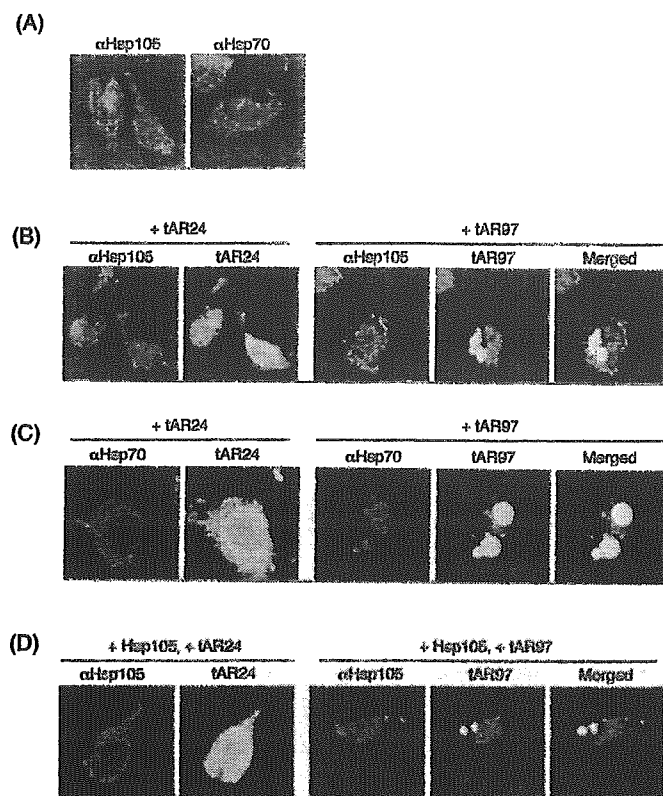 (A)
αHsp105 αHsp70
(B)
+ tAR24 + tAR97
αHsp105 tAR24 αHsp105 tAR97 Merged
(C)
+ tAR24 + tAR97
αHsp70 tAR24 αHsp70 tAR97 Merged
(D)
+ Hsp105, + tAR24 + Hsp105, + tAR97
αHsp105 tAR24 αHsp105 tAR97 Merged